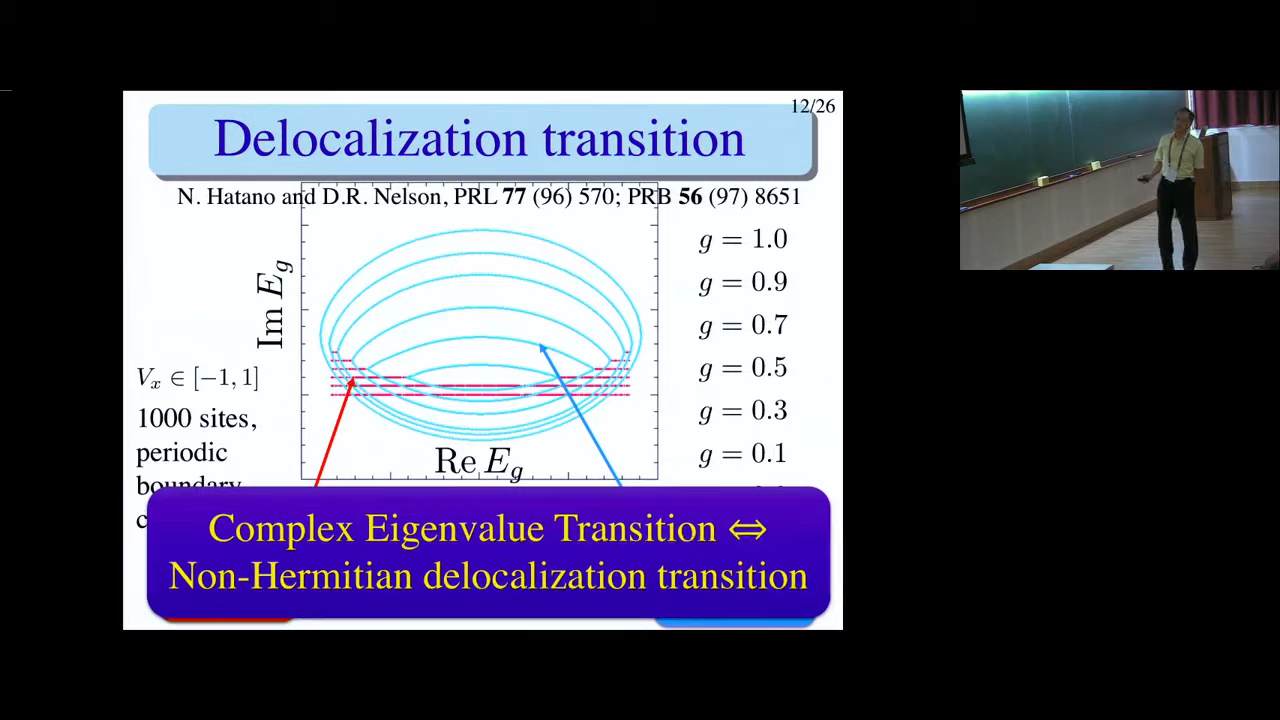 12/26
Delocalization transition
N. Hatano and D.R. Nelson, PRL 77 (96) 570; PRB 56 (97) 8651
Im E_g
Re E_g
V_x ∈ [−1, 1]
1000 sites,
periodic
boundary
g = 1.0
g = 0.9
g = 0.7
g = 0.5
g = 0.3
g = 0.1
Complex Eigenvalue Transition ⇔
Non-Hermitian delocalization transition